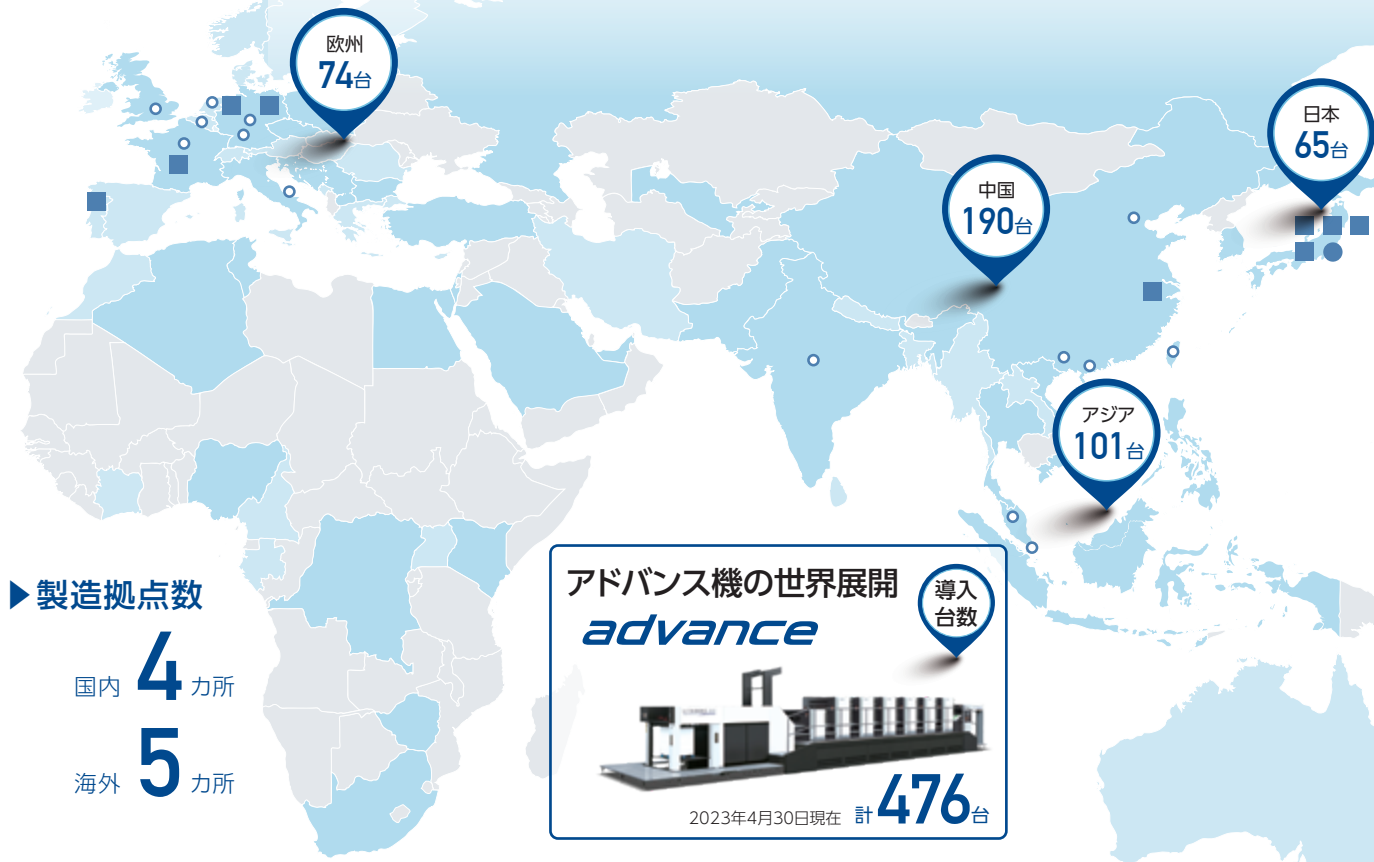 欧州
74台
日本
65台
中国
190台
アジア
101台
▶製造拠点数
国内 4 カ所
海外 5 カ所
アドバンス機の世界展開
advance
導入
台数
2023年4月30日現在 計476台